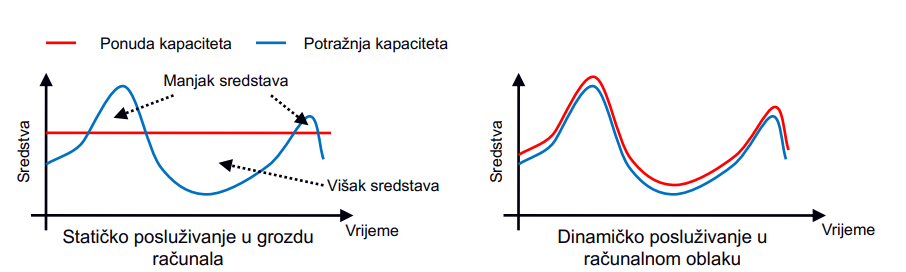 Ponuda kapaciteta
Potražnja kapaciteta
Sredstva
Manjak sredstava
Višak sredstava
Vrijeme
Statičko posluživanje u grozdu
računala
Sredstva
Vrijeme
Dinamičko posluživanje u
računalnom oblaku